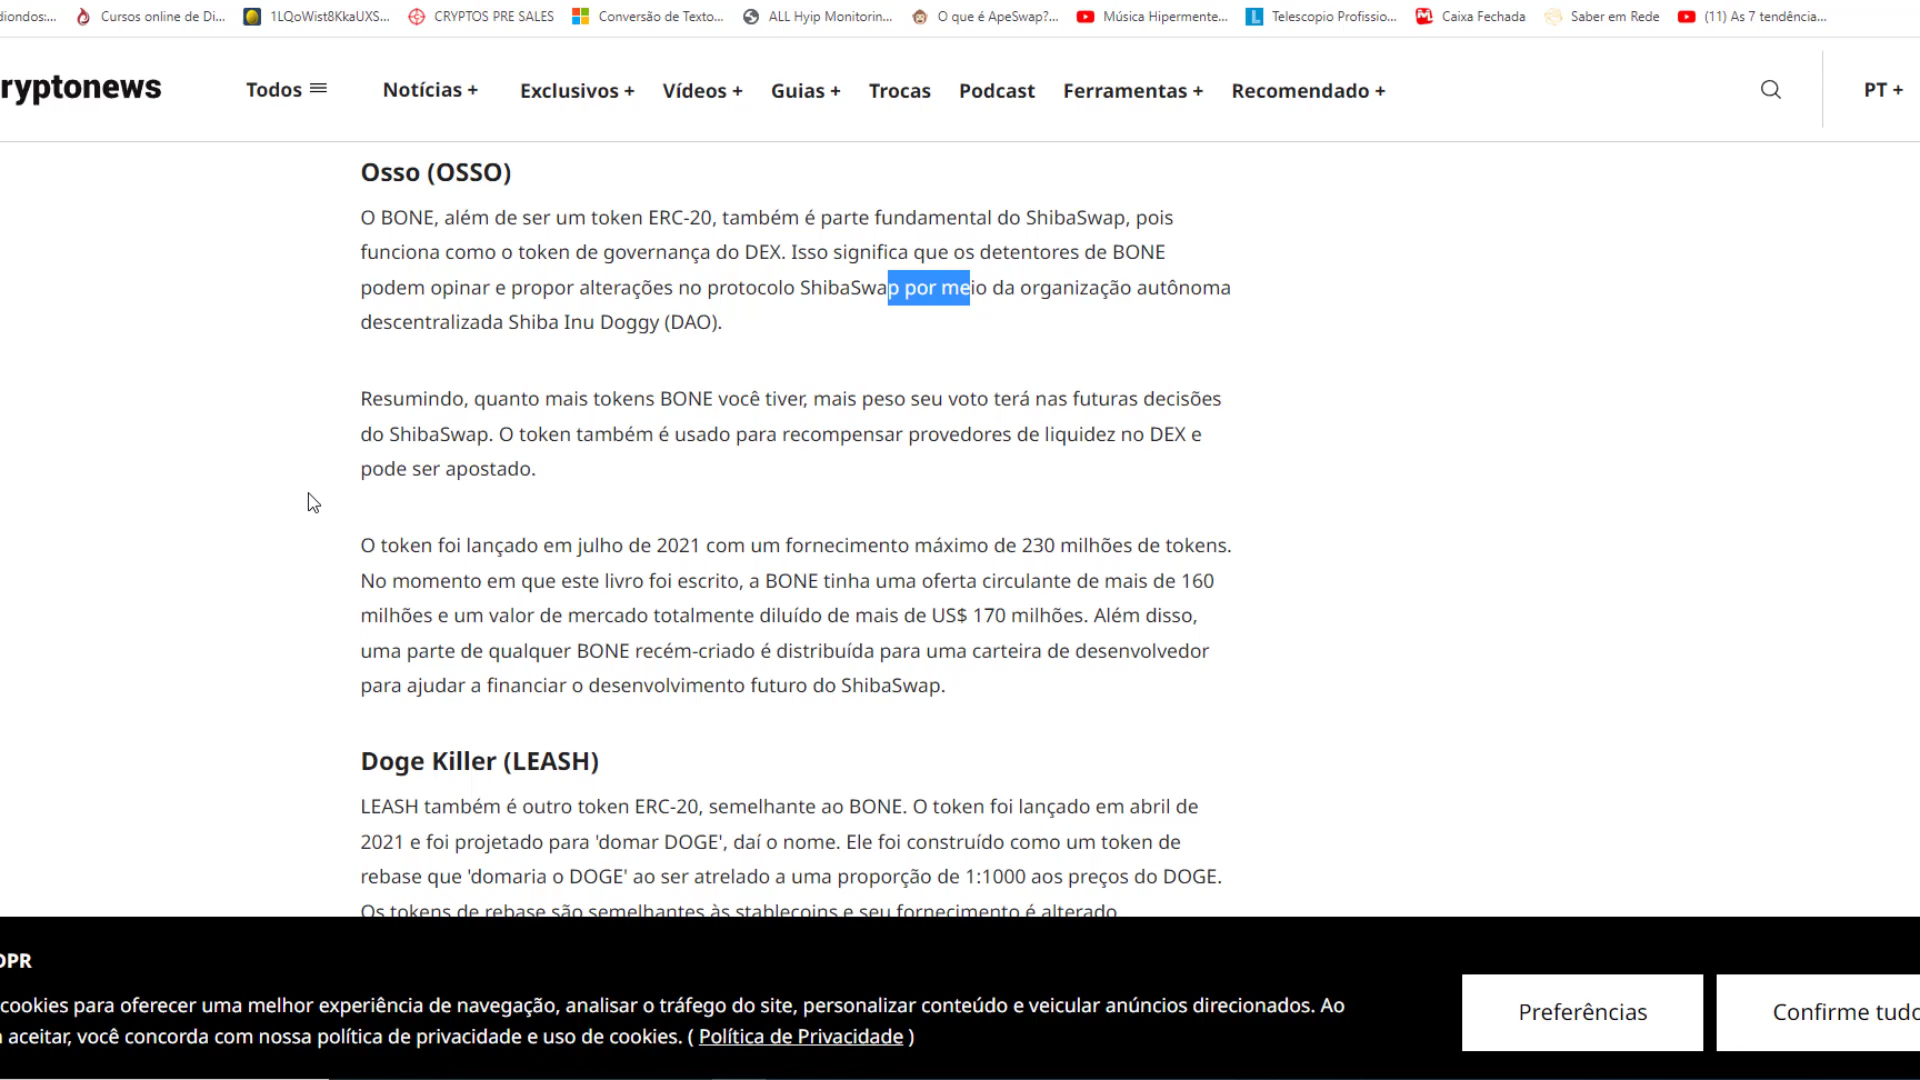 diondos:... Cursos online de Di... 1LQoWist8KkaUXS... CRYPTOS PRE SALES Conversão de Texto... ALL Hyip Monitorin... O que é ApeSwap?... Música Hipermente... Telescopio Profissio... Caixa Fechada Saber em Rede (11) As 7 tendência...
ryptonews Todos Notícias + Exclusivos + Vídeos + Guias + Trocas Podcast Ferramentas + Recomendado + PT +
Osso (OSSO)
O BONE, além de ser um token ERC-20, também é parte fundamental do ShibaSwap, pois
funciona como o token de governança do DEX. Isso significa que os detentores de BONE
podem opinar e propor alterações no protocolo ShibaSwap por meio da organização autônoma
descentralizada Shiba Inu Doggy (DAO).
Resumindo, quanto mais tokens BONE você tiver, mais peso seu voto terá nas futuras decisões
do ShibaSwap. O token também é usado para recompensar provedores de liquidez no DEX e
pode ser apostado.
O token foi lançado em julho de 2021 com um fornecimento máximo de 230 milhões de tokens.
No momento em que este livro foi escrito, a BONE tinha uma oferta circulante de mais de 160
milhões e um valor de mercado totalmente diluído de mais de US$ 170 milhões. Além disso,
uma parte de qualquer BONE recém-criado é distribuída para uma carteira de desenvolvedor
para ajudar a financiar o desenvolvimento futuro do ShibaSwap.
Doge Killer (LEASH)
LEASH também é outro token ERC-20, semelhante ao BONE. O token foi lançado em abril de
2021 e foi projetado para 'domar DOGE', daí o nome. Ele foi construído como um token de
rebase que 'domaria o DOGE' ao ser atrelado a uma proporção de 1:1000 aos preços do DOGE.
Os tokens de rebase são semelhantes às stablecoins e seu fornecimento é alterado
DPR
cookies para oferecer uma melhor experiência de navegação, analisar o tráfego do site, personalizar conteúdo e veicular anúncios direcionados. Ao
aceitar, você concorda com nossa política de privacidade e uso de cookies. ( Política de Privacidade )
Preferências
Confirme tudo